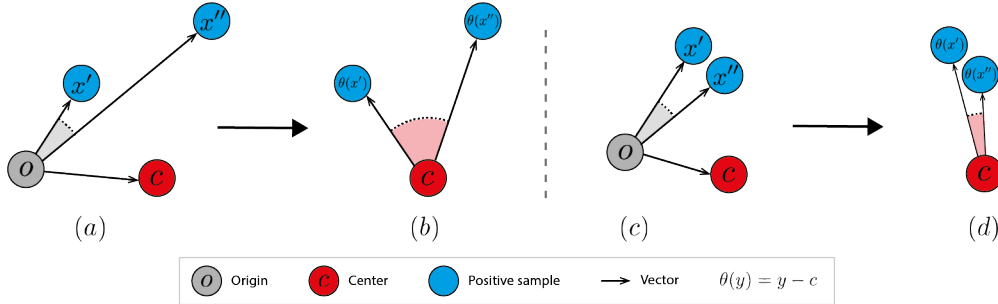 x′′ θ(x′′) x′ θ(x′)
x′ θ(x′) x′′ x′′ θ(x′′)
o c c o c c
(a) (b) (c) (d)
o Origin c Center Positive sample Vector θ(y) = y − c